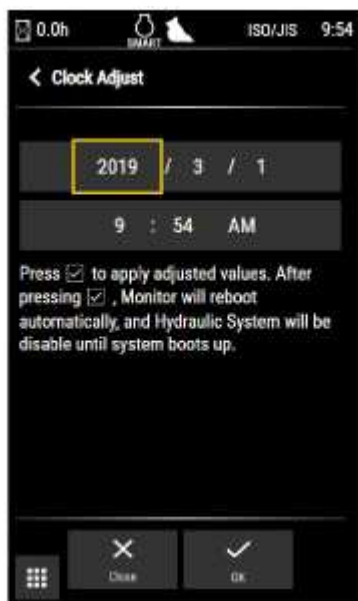 0.0h SMART ISO/JIS 9:54
Clock Adjust
2019 / 3 / 1
9 : 54 AM
Press ☑ to apply adjusted values. After
pressing ☑ , Monitor will reboot
automatically, and Hydraulic System will be
disable until system boots up.
Close OK